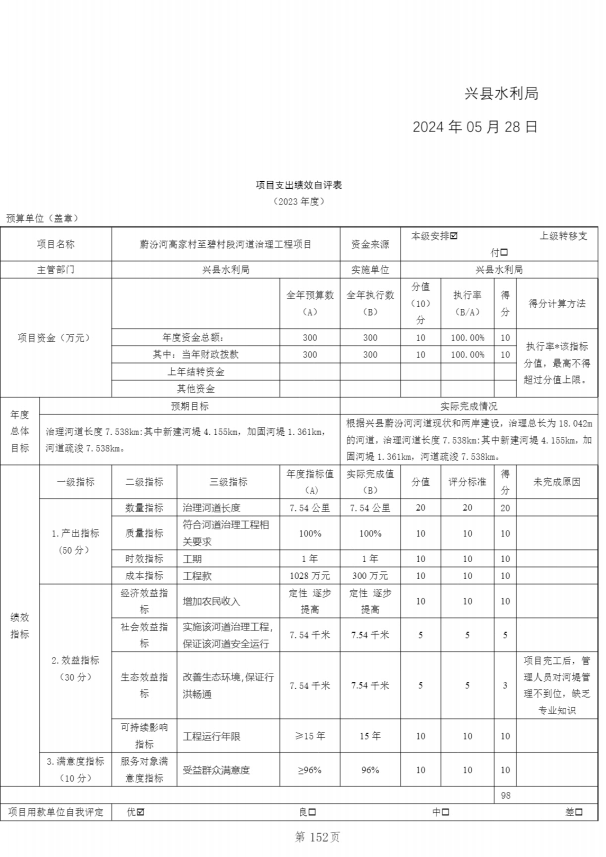 兴县水利局
2024 年 05 月 28 日
项目支出绩效自评表
（2023 年度）
预算单位（盖章）
项目名称 蔚汾河高家村至碧村段河道治理工程项目 资金来源 本级安排☑ 上级转移支付□
主管部门 兴县水利局 实施单位 兴县水利局
项目资金（万元） 全年预算数（A） 全年执行数（B） 分值（10）分 执行率（B/A） 得分 得分计算方法
年度资金总额： 300 300 10 100.00% 10 执行率*该指标分值，最高不得超过分值上限。
其中：当年财政拨款 300 300 10 100.00% 10
上年结转资金
其他资金
年度总体目标 预期目标 实际完成情况
治理河道长度 7.538km;其中新建河堤 4.155km，加固河堤 1.361km，河道疏浚 7.538km。
根据兴县蔚汾河河道现状和两岸建设，治理总长为 18.042m的河道。治理河道长度 7.538km;其中新建河堤 4.155km，加固河堤 1.361km，河道疏浚 7.538km。
绩效指标 一级指标 二级指标 三级指标 年度指标值（A） 实际完成值（B） 分值 评分标准 得分 未完成原因
1.产出指标（50 分） 数量指标 治理河道长度 7.54 公里 7.54 公里 20 20 20
质量指标 符合河道治理工程相关要求 100% 100% 10 10 10
时效指标 工期 1 年 1 年 10 10 10
成本指标 工程款 1028 万元 300 万元 10 10 10
2.效益指标（30 分） 经济效益指标 增加农民收入 定性 逐步提高 定性 逐步提高 10 10 10
社会效益指标 实施该河道治理工程,保证该河道安全运行 7.54 千米 7.54 千米 5 5 5
生态效益指标 改善生态环境,保证行洪畅通 7.54 千米 7.54 千米 5 5 3 项目完工后，管理人员对河堤管理不到位，缺乏专业知识
可持续影响指标 工程运行年限 ≥15 年 15 年 10 10 10
3.满意度指标（10 分） 服务对象满意度指标 受益群众满意度 ≥96% 96% 10 10 10
98
项目用款单位自我评定 优☑ 良□ 中□ 差□
第 152页